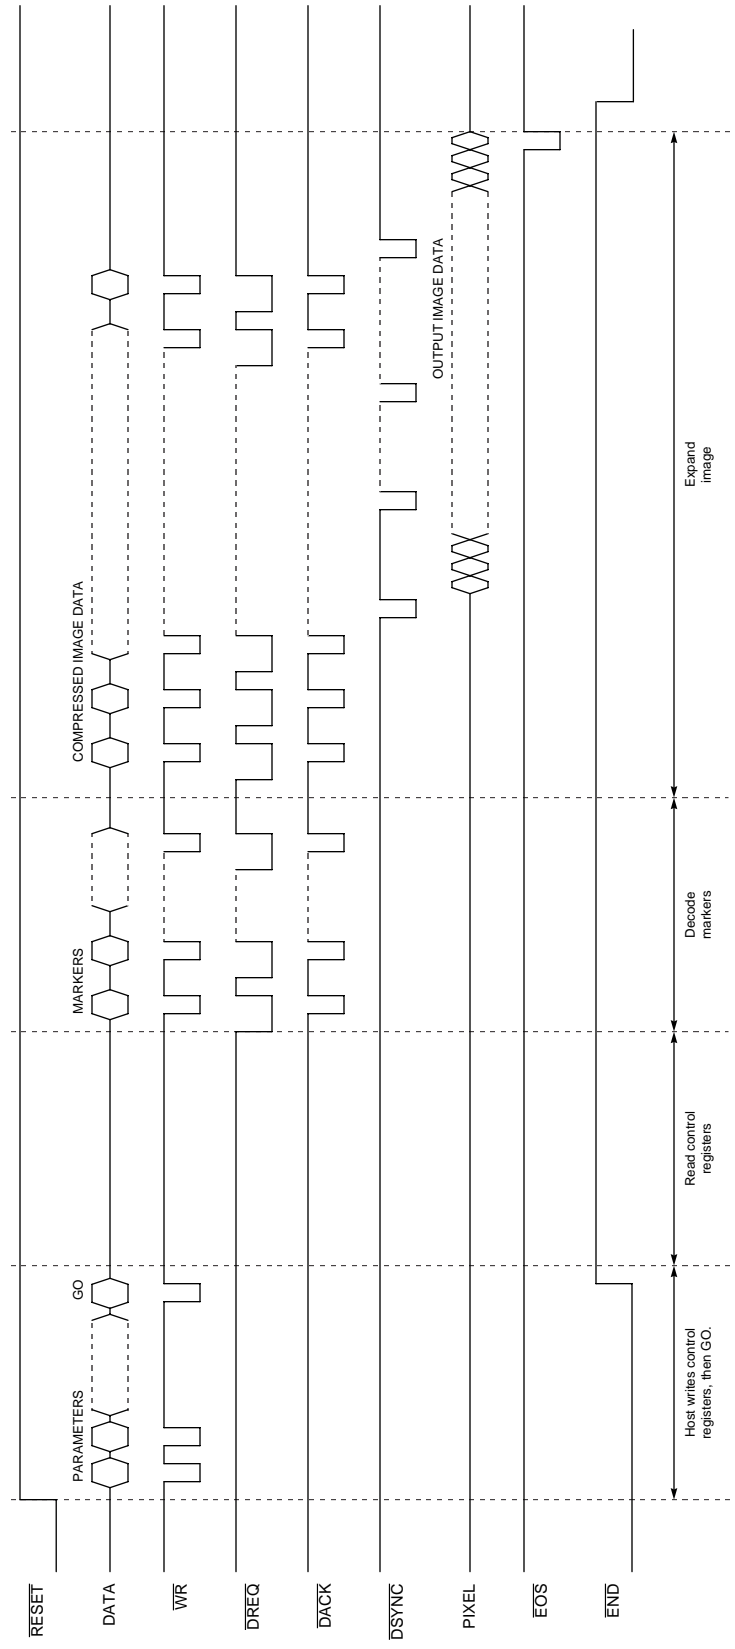 RESET
DATA
PARAMETERS
GO
MARKERS
COMPRESSED IMAGE DATA
WR
DREQ
DACK
DSYNC
PIXEL
OUTPUT IMAGE DATA
EOS
END
Host writes control
registers, then GO.
Read control
registers
Decode
markers
Expand
image